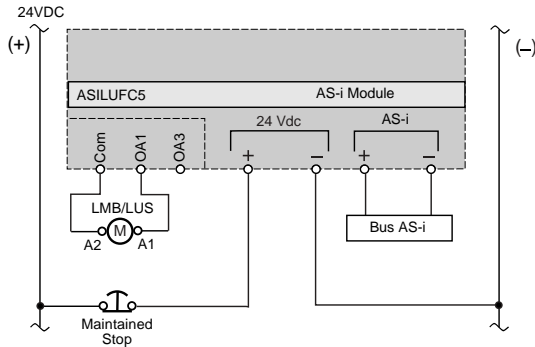 24VDC
(+)
(–)
ASILUFC5
AS-i Module
24 Vdc
AS-i
Com
OA1
OA3
+
–
+
–
LMB/LUS
A2
M
A1
Bus AS-i
Maintained
Stop